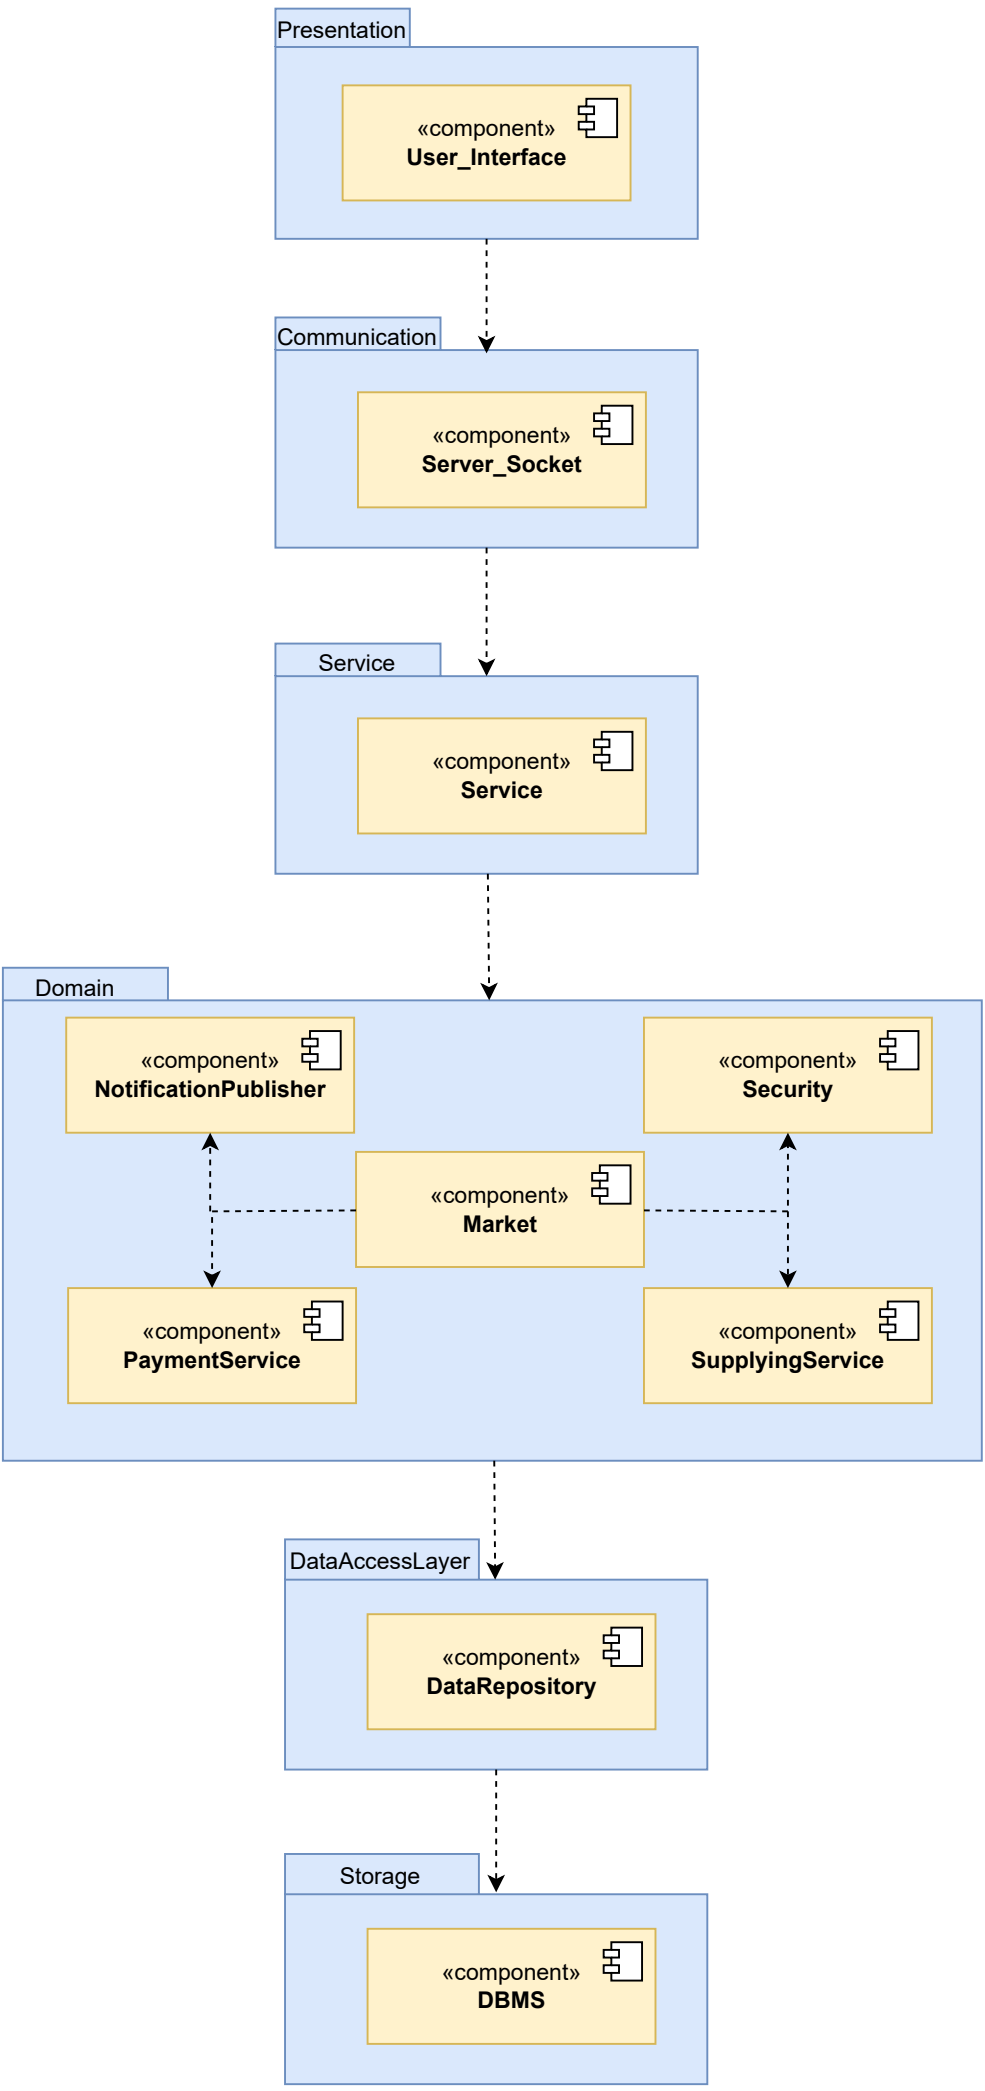 Presentation
«component»
User_Interface
Communication
«component»
Server_Socket
Service
«component»
Service
Domain
«component»
NotificationPublisher
«component»
Security
«component»
Market
«component»
PaymentService
«component»
SupplyingService
DataAccessLayer
«component»
DataRepository
Storage
«component»
DBMS